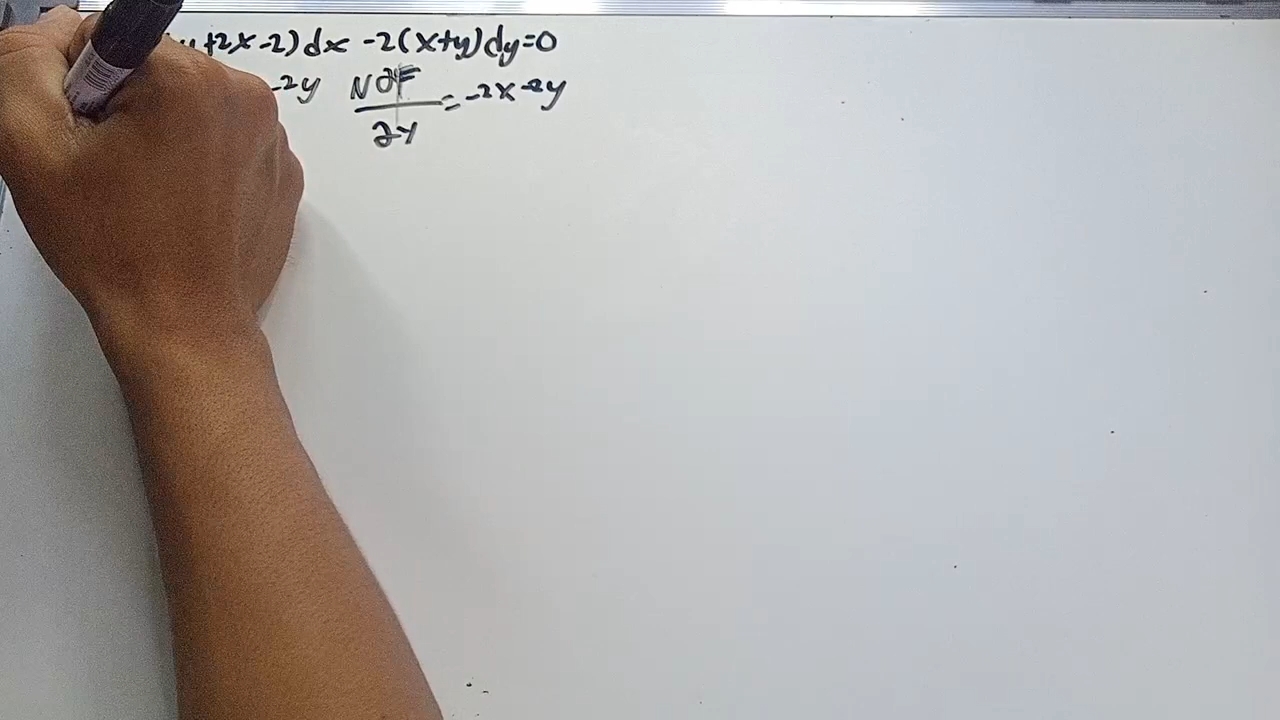 +2x-2)dx -2(x+y)dy=0
-2y N∂F/∂y = -2x-2y